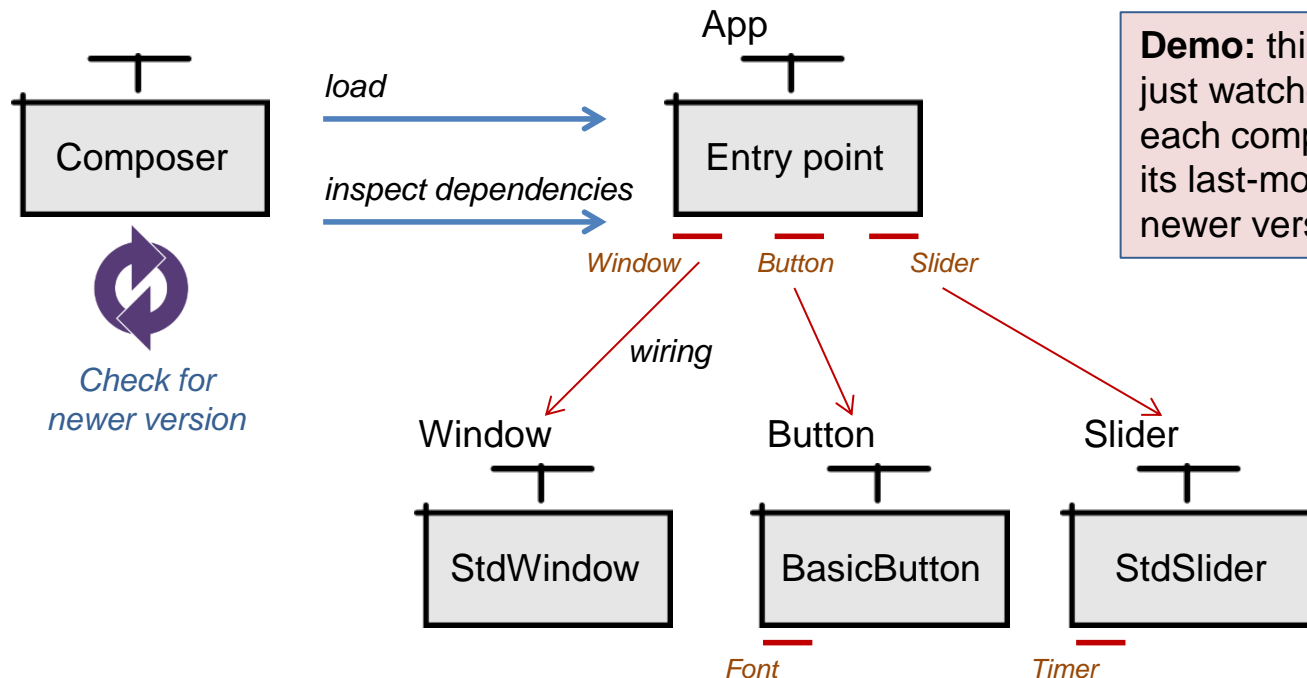 App
Demo: thi
just watch
each comp
its last-mo
newer vers
load
Composer
Entry point
inspect dependencies
Window
Button
Slider
Check for
newer version
wiring
Window
Button
Slider
StdWindow
BasicButton
StdSlider
Font
Timer